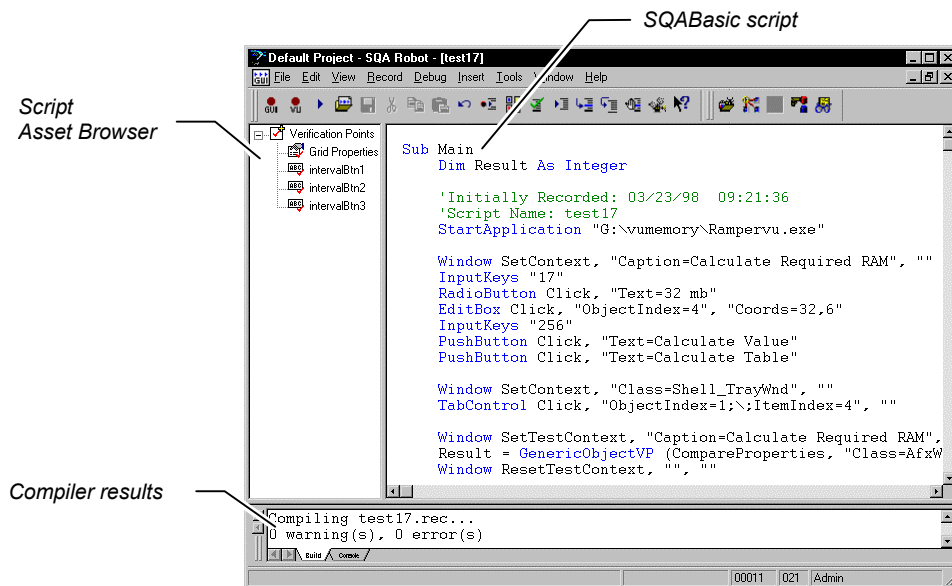 SQABasic script
Default Project - SQA Robot - [test17]
File Edit View Record Debug Insert Tools Window Help
GUI VU
Script
Asset Browser
Verification Points
Grid Properties
intervalBtn1
intervalBtn2
intervalBtn3
Sub Main
Dim Result As Integer
'Initially Recorded: 03/23/98 09:21:36
'Script Name: test17
StartApplication "G:\vumemory\Rampervu.exe"
Window SetContext, "Caption=Calculate Required RAM", ""
InputKeys "17"
RadioButton Click, "Text=32 mb"
EditBox Click, "ObjectIndex=4", "Coords=32,6"
InputKeys "256"
PushButton Click, "Text=Calculate Value"
PushButton Click, "Text=Calculate Table"
Window SetContext, "Class=Shell_TrayWnd", ""
TabControl Click, "ObjectIndex=1;\;ItemIndex=4", ""
Window SetTestContext, "Caption=Calculate Required RAM",
Result = GenericObjectVP (CompareProperties, "Class=AfxW
Window ResetTestContext, "", ""
Compiler results
Compiling test17.rec...
0 warning(s), 0 error(s)
Build Console
00011 021 Admin